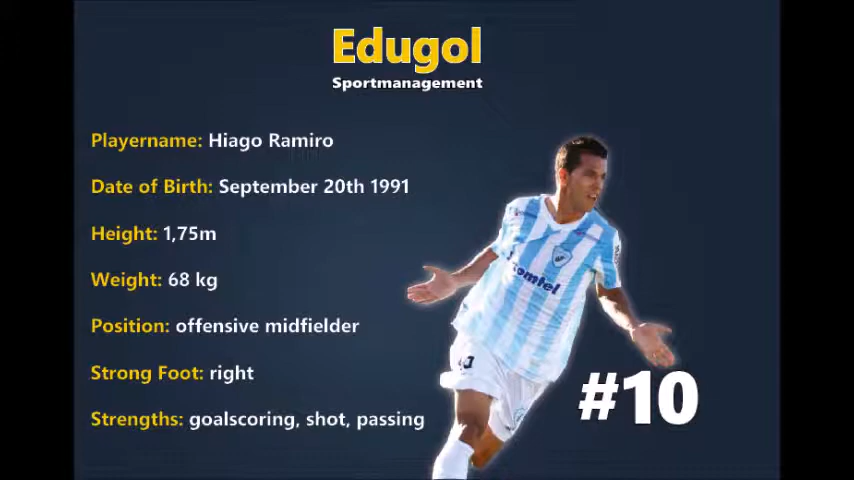 Edugol
Sportmanagement
Playername: Hiago Ramiro
Date of Birth: September 20th 1991
Height: 1,75m
Weight: 68 kg
Position: offensive midfielder
Strong Foot: right
Strengths: goalscoring, shot, passing
#10